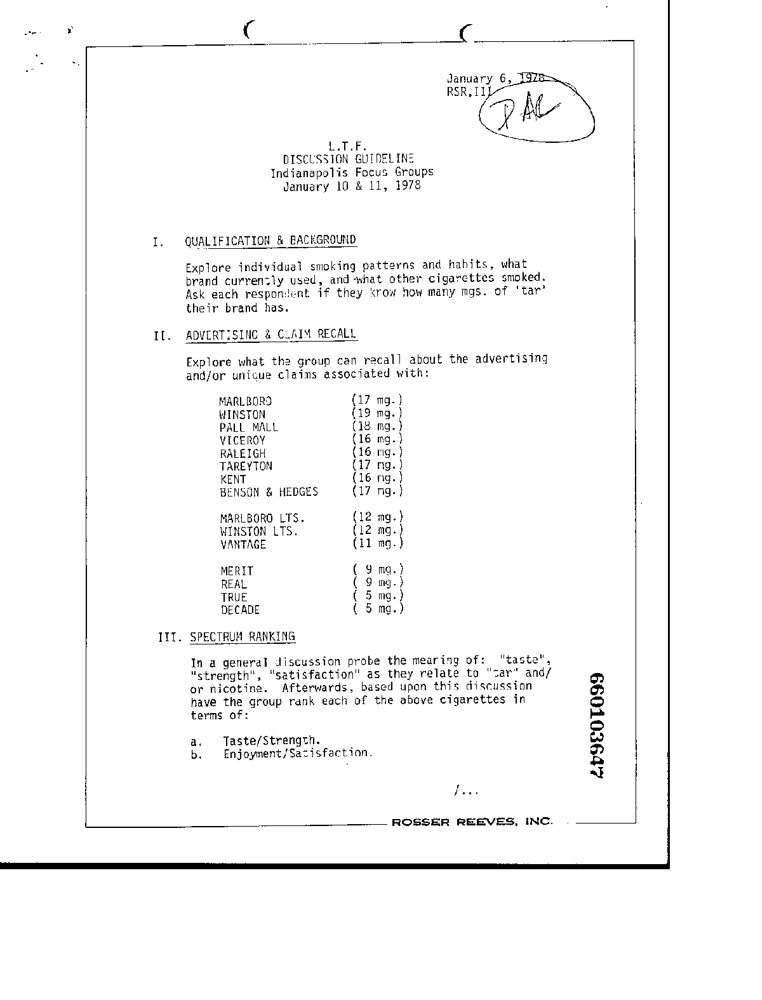 January 6, 1978
RSR,III
L.T.F.
DISCUSSION GUIDELINE
Indianapolis Focus Groups
January 10 & 11, 1978
I. QUALIFICATION & BACKGROUND
Explore individual smoking patterns and habits, what
brand currently used, and what other cigarettes smoked.
Ask each respondent if they know how many mgs. of 'tar'
their brand has.
II. ADVERTISING & CLAIM RECALL
Explore what the group can recall about the advertising
and/or unique claims associated with:
MARLBORO (17 mg.)
WINSTON (19 mg.)
PALL MALL (18 mg.)
VICEROY (16 mg.)
RALEIGH (16 mg.)
TAREYTON (17 mg.)
KENT (16 mg.)
BENSON & HEDGES (17 mg.)
MARLBORO LTS. (12 mg.)
WINSTON LTS. (12 mg.)
VANTAGE (11 mg.)
MERIT ( 9 mg.)
REAL ( 9 mg.)
TRUE ( 5 mg.)
DECADE ( 5 mg.)
III. SPECTRUM RANKING
In a general discussion probe the meaning of: "taste",
"strength", "satisfaction" as they relate to "tar" and/
or nicotine. Afterwards, based upon this discussion
have the group rank each of the above cigarettes in
terms of:
a. Taste/Strength.
b. Enjoyment/Satisfaction.
/...
ROSSER REEVES, INC.
660103647